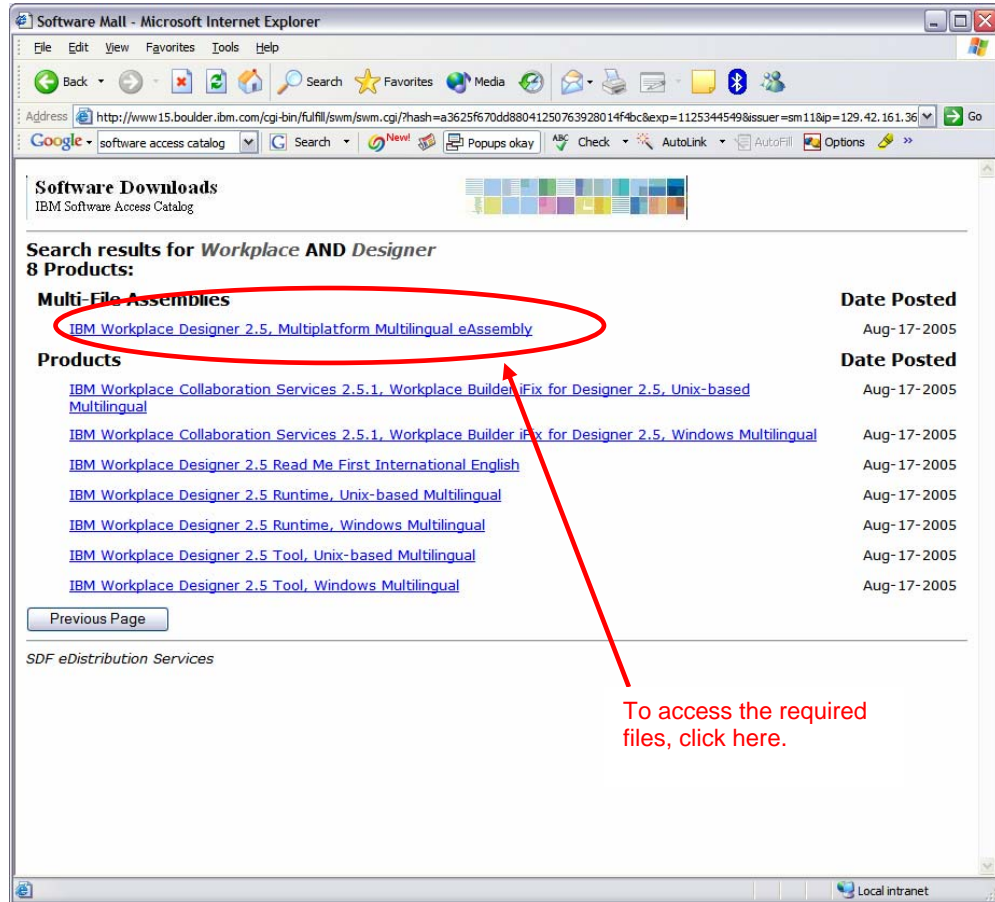 Software Mall - Microsoft Internet Explorer
File Edit View Favorites Tools Help
Back Search Favorites Media
Address http://www15.boulder.ibm.com/cgi-bin/fulfill/swm/swm.cgi/?hash=a3625f670dd88041250763928014f4bc&exp=1125344549&issuer=sm11&ip=129.42.161.36 Go
Google software access catalog G Search New! Popups okay ABC Check AutoLink AutoFill Options »
Software Downloads
IBM Software Access Catalog
Search results for Workplace AND Designer
8 Products:
Multi-File Assemblies Date Posted
IBM Workplace Designer 2.5, Multiplatform Multilingual eAssembly Aug-17-2005
Products Date Posted
IBM Workplace Collaboration Services 2.5.1, Workplace Builder iFix for Designer 2.5, Unix-based Aug-17-2005
Multilingual
IBM Workplace Collaboration Services 2.5.1, Workplace Builder iFix for Designer 2.5, Windows Multilingual Aug-17-2005
IBM Workplace Designer 2.5 Read Me First International English Aug-17-2005
IBM Workplace Designer 2.5 Runtime, Unix-based Multilingual Aug-17-2005
IBM Workplace Designer 2.5 Runtime, Windows Multilingual Aug-17-2005
IBM Workplace Designer 2.5 Tool, Unix-based Multilingual Aug-17-2005
IBM Workplace Designer 2.5 Tool, Windows Multilingual Aug-17-2005
Previous Page
SDF eDistribution Services
To access the required
files, click here.
Local intranet